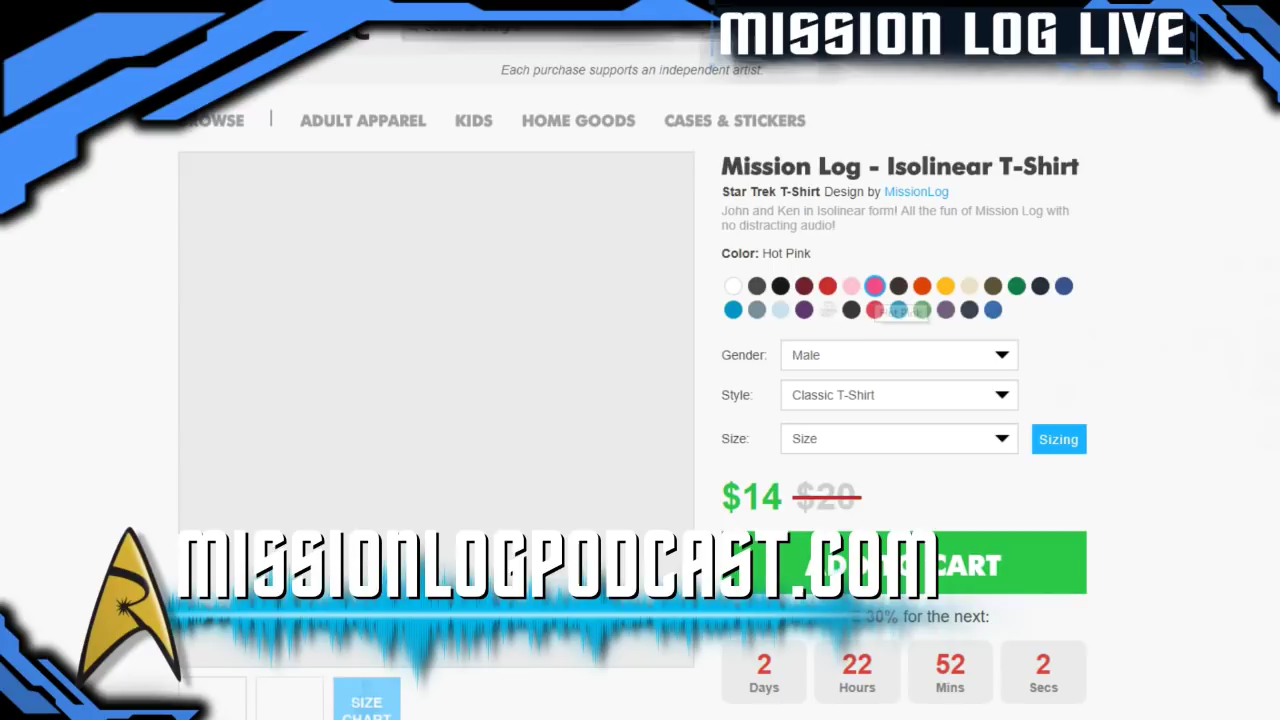 MISSION LOG LIVE
Each purchase supports an independent artist.
ADULT APPAREL KIDS HOME GOODS CASES & STICKERS
Mission Log - Isolinear T-Shirt
Star Trek T-Shirt Design by MissionLog
John and Ken in Isolinear form! All the fun of Mission Log with
no distracting audio!
Color: Hot Pink
Gender: Male
Style: Classic T-Shirt
Size: Size Sizing
$14 $20
MISSIONLOGPODCAST.COM
CART
30% for the next:
2 22 52 2
Days Hours Mins Secs
SIZE
CHART